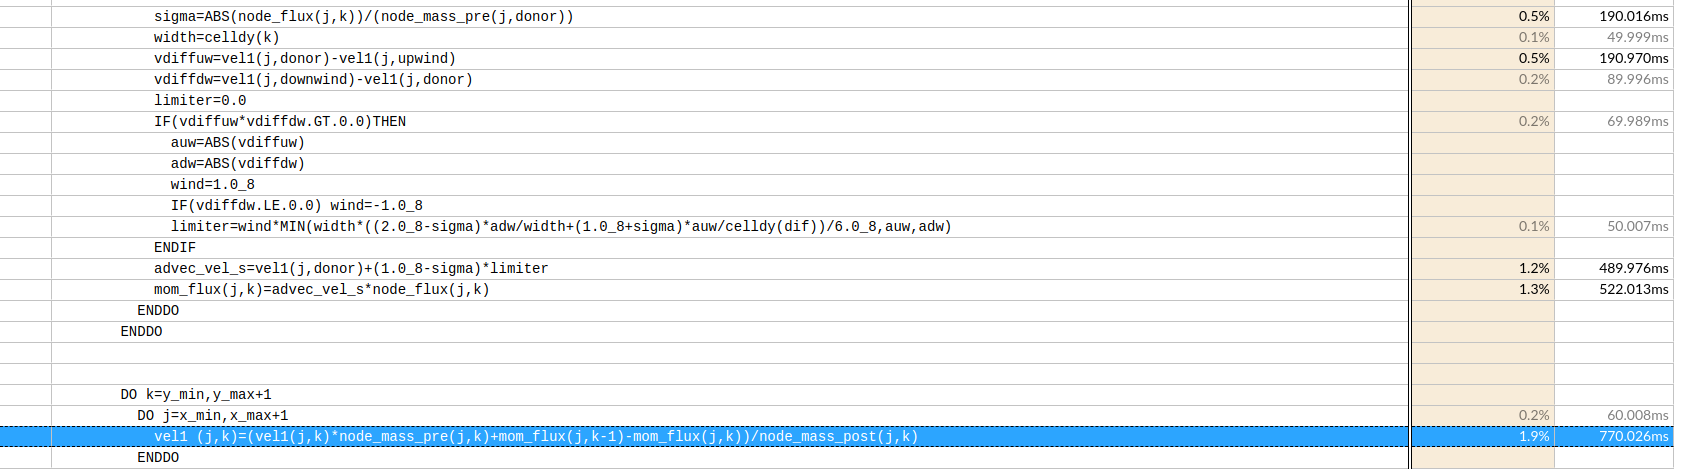 sigma=ABS(node_flux(j,k))/(node_mass_pre(j,donor)) 0.5% 190.016ms
width=celldy(k) 0.1% 49.999ms
vdiffuw=vel1(j,donor)-vel1(j,upwind) 0.5% 190.970ms
vdiffdw=vel1(j,downwind)-vel1(j,donor) 0.2% 89.996ms
limiter=0.0
IF(vdiffuw*vdiffdw.GT.0.0)THEN 0.2% 69.989ms
auw=ABS(vdiffuw)
adw=ABS(vdiffdw)
wind=1.0_8
IF(vdiffdw.LE.0.0) wind=-1.0_8
limiter=wind*MIN(width*((2.0_8-sigma)*adw/width+(1.0_8+sigma)*auw/celldy(dif))/6.0_8,auw,adw) 0.1% 50.007ms
ENDIF
advec_vel_s=vel1(j,donor)+(1.0_8-sigma)*limiter 1.2% 489.976ms
mom_flux(j,k)=advec_vel_s*node_flux(j,k) 1.3% 522.013ms
ENDDO
ENDDO
DO k=y_min,y_max+1
DO j=x_min,x_max+1 0.2% 60.008ms
vel1 (j,k)=(vel1(j,k)*node_mass_pre(j,k)+mom_flux(j,k-1)-mom_flux(j,k))/node_mass_post(j,k) 1.9% 770.026ms
ENDDO